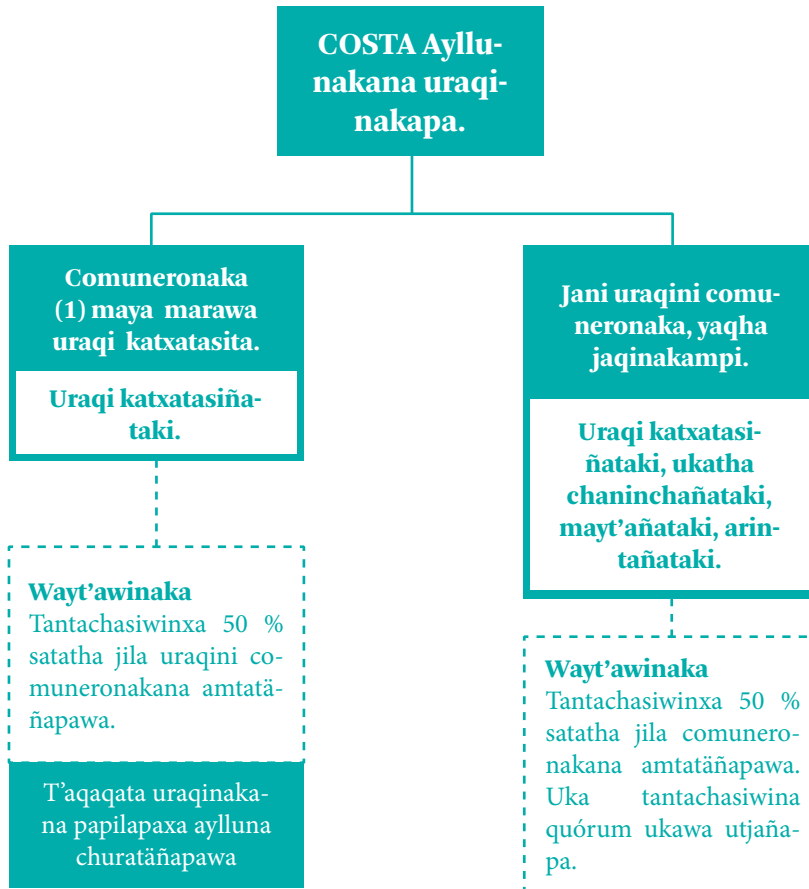 COSTA Ayllu-
nakana uraqi-
nakapa.
Comuneronaka
(1) maya marawa
uraqi katxatasita.
Uraqi katxatasiña-
taki.
Wayt’awinaka
Tantachasiwinxa 50 %
satatha jila uraqini co-
muneronakana amtatä-
ñapawa.
T’aqaqata uraqinaka-
na papilapaxa aylluna
churatäñapawa
Jani uraqini comu-
neronaka, yaqha
jaqinakampi.
Uraqi katxatasi-
ñataki, ukatha
chaninchañataki,
mayt’añataki, arin-
tañataki.
Wayt’awinaka
Tantachasiwinxa 50 %
satatha jila comunero-
nakana amtatäñapawa.
Uka tantachasiwina
quórum ukawa utjaña-
pa.